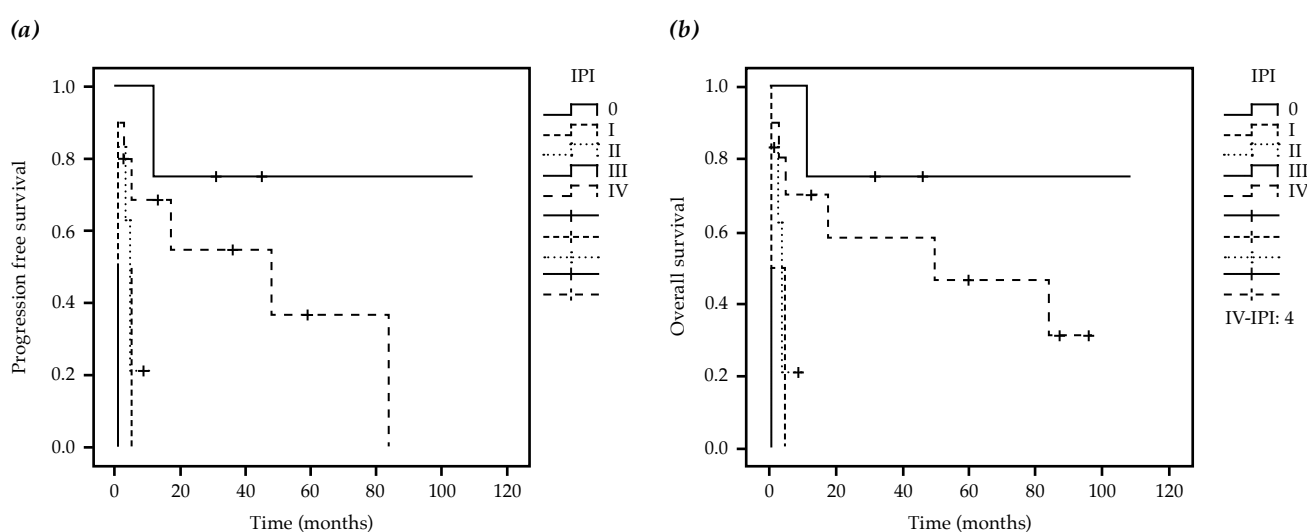 (a)
Progression free survival
1.0
0.8
0.6
0.4
0.2
0.0
0 20 40 60 80 100 120
Time (months)
IPI
0
I
II
III
IV
(b)
Overall survival
1.0
0.8
0.6
0.4
0.2
0.0
0 20 40 60 80 100 120
Time (months)
IPI
0
I
II
III
IV
IV-IPI: 4